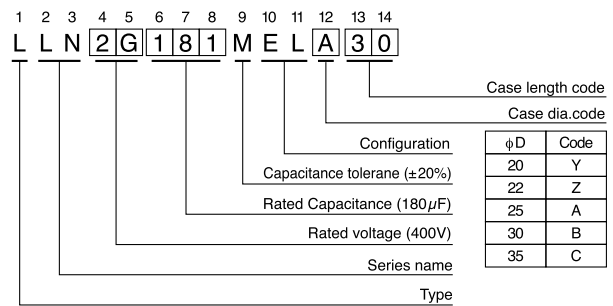 1 2 3 4 5 6 7 8 9 10 11 12 13 14
L L N 2 G 1 8 1 M E L A 3 0
Case length code
Case dia.code
Configuration
Capacitance tolerane (±20%)
Rated Capacitance (180μF)
Rated voltage (400V)
Series name
Type
φD Code
20 Y
22 Z
25 A
30 B
35 C